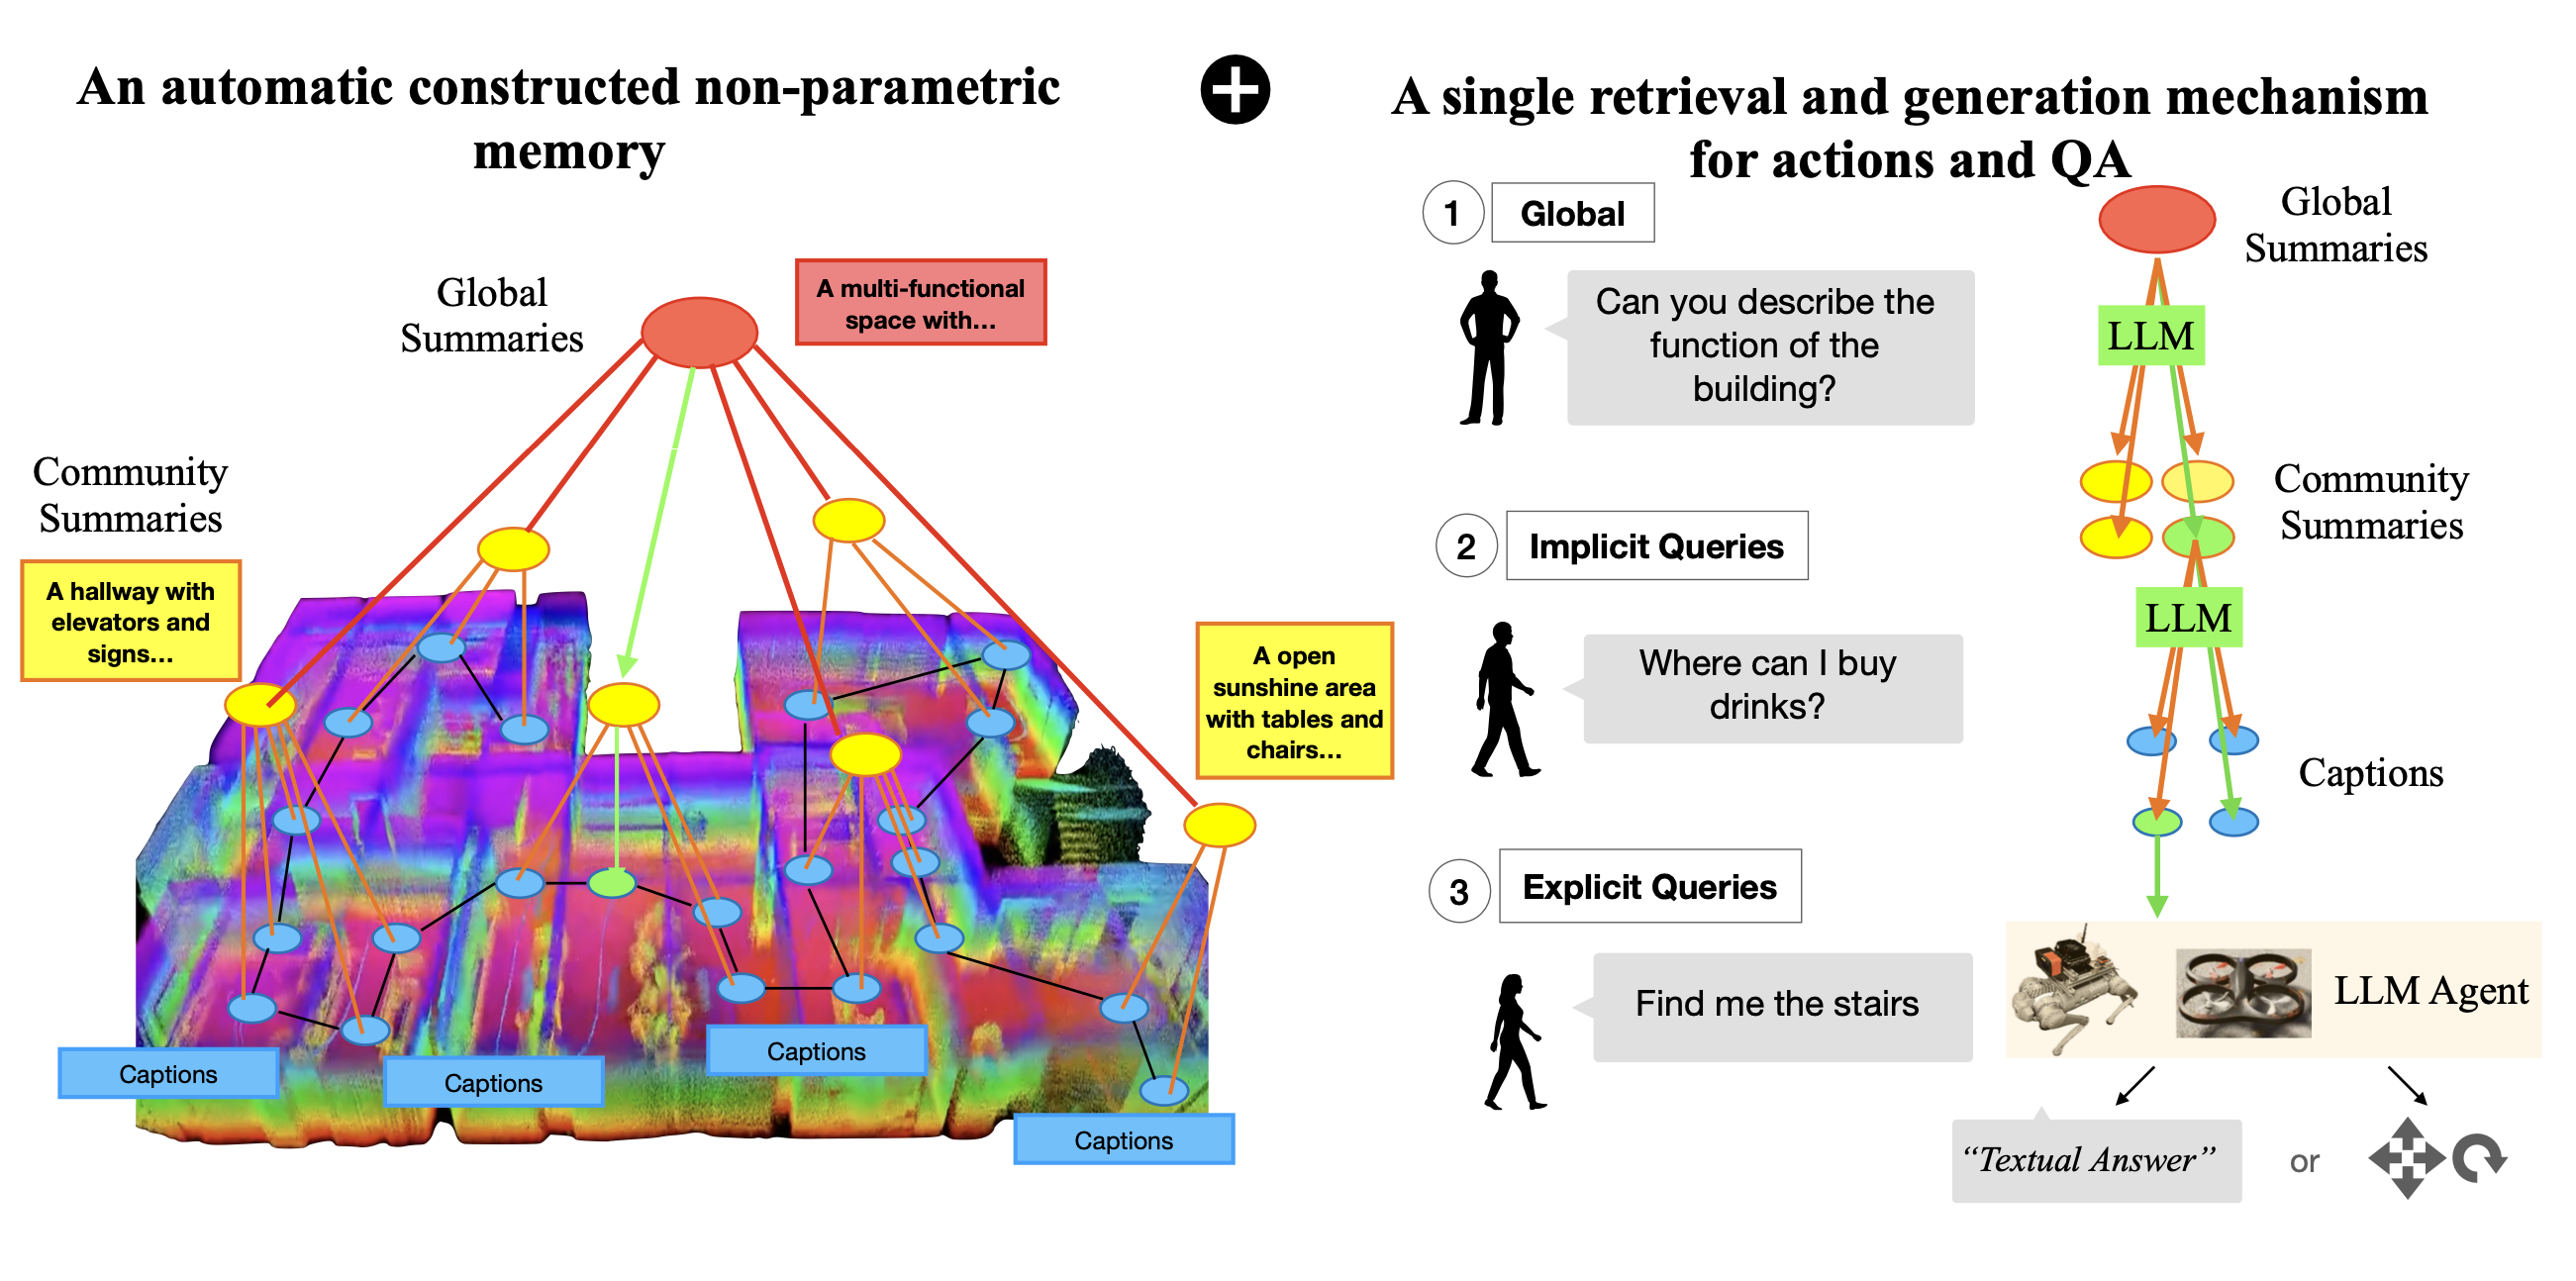 An automatic constructed non-parametric
memory
A single retrieval and generation mechanism
for actions and QA
Global
Summaries
A multi-functional
space with...
Community
Summaries
A hallway with
elevators and
signs...
A open
sunshine area
with tables and
chairs...
Captions
Captions
Captions
Captions
1
Global
Can you describe the
function of the
building?
2
Implicit Queries
Where can I buy
drinks?
3
Explicit Queries
Find me the stairs
Global
Summaries
LLM
Community
Summaries
LLM
Captions
LLM Agent
“Textual Answer”
or